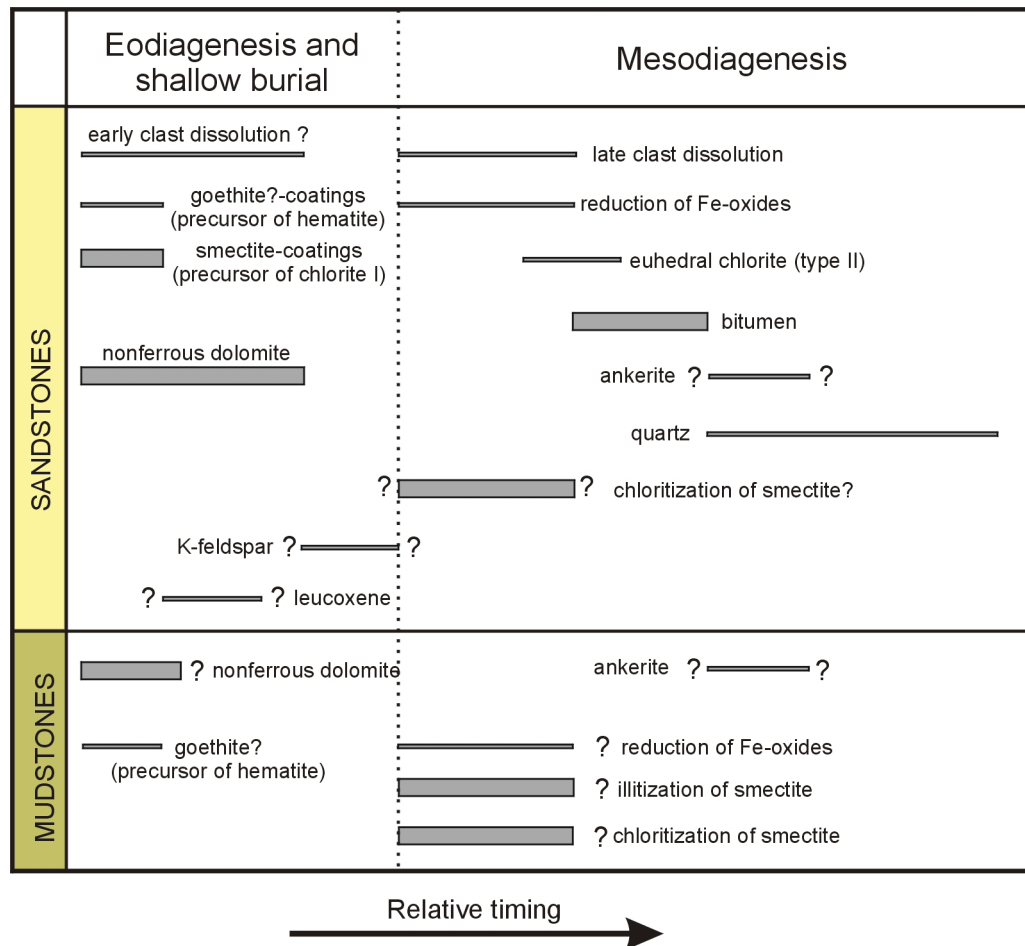 Eodiagenesis and
shallow burial
Mesodiagenesis
SANDSTONES
early clast dissolution ?
late clast dissolution
goethite?-coatings
(precursor of hematite)
reduction of Fe-oxides
smectite-coatings
(precursor of chlorite I)
euhedral chlorite (type II)
bitumen
nonferrous dolomite
ankerite ? ?
quartz
? ? chloritization of smectite?
K-feldspar ? ?
? ? leucoxene
MUDSTONES
? nonferrous dolomite
ankerite ? ?
goethite?
(precursor of hematite)
? reduction of Fe-oxides
? illitization of smectite
? chloritization of smectite
Relative timing